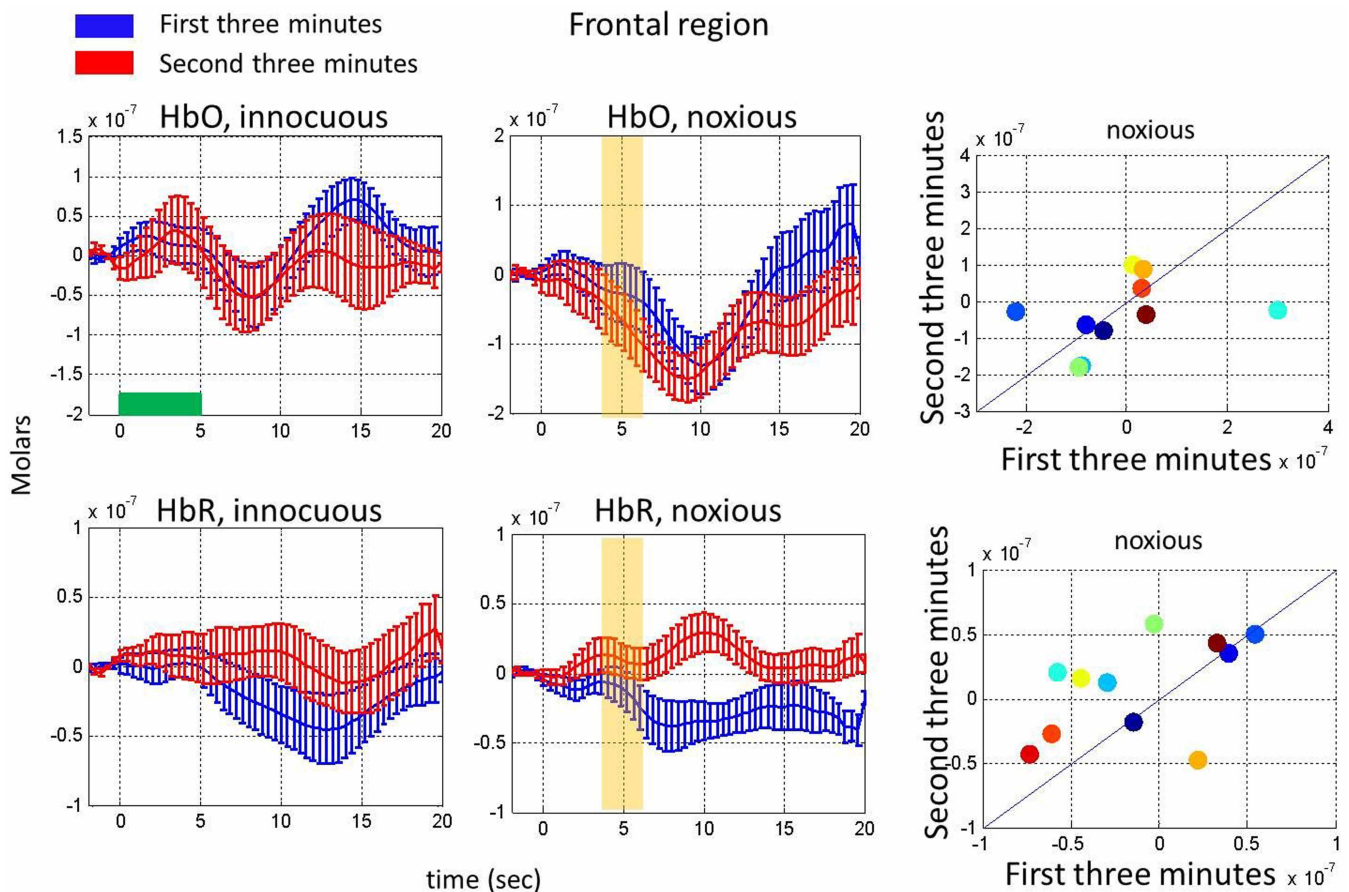 First three minutes
Second three minutes
Frontal region
HbO, innocuous
x 10-7
1.5
1
0.5
0
-0.5
-1
-1.5
-2
0 5 10 15 20
HbO, noxious
x 10-7
2
1
0
-1
-2
0 5 10 15 20
noxious
x 10-7
4
3
2
1
0
-1
-2
-3
-2 0 2 4
Second three minutes
First three minutes x 10-7
Molars
HbR, innocuous
x 10-7
1
0.5
0
-0.5
-1
0 5 10 15 20
HbR, noxious
x 10-7
1
0.5
0
-0.5
-1
0 5 10 15 20
noxious
x 10-7
1
0.5
0
-0.5
-1
-1 -0.5 0 0.5 1
Second three minutes
First three minutes x 10-7
time (sec)